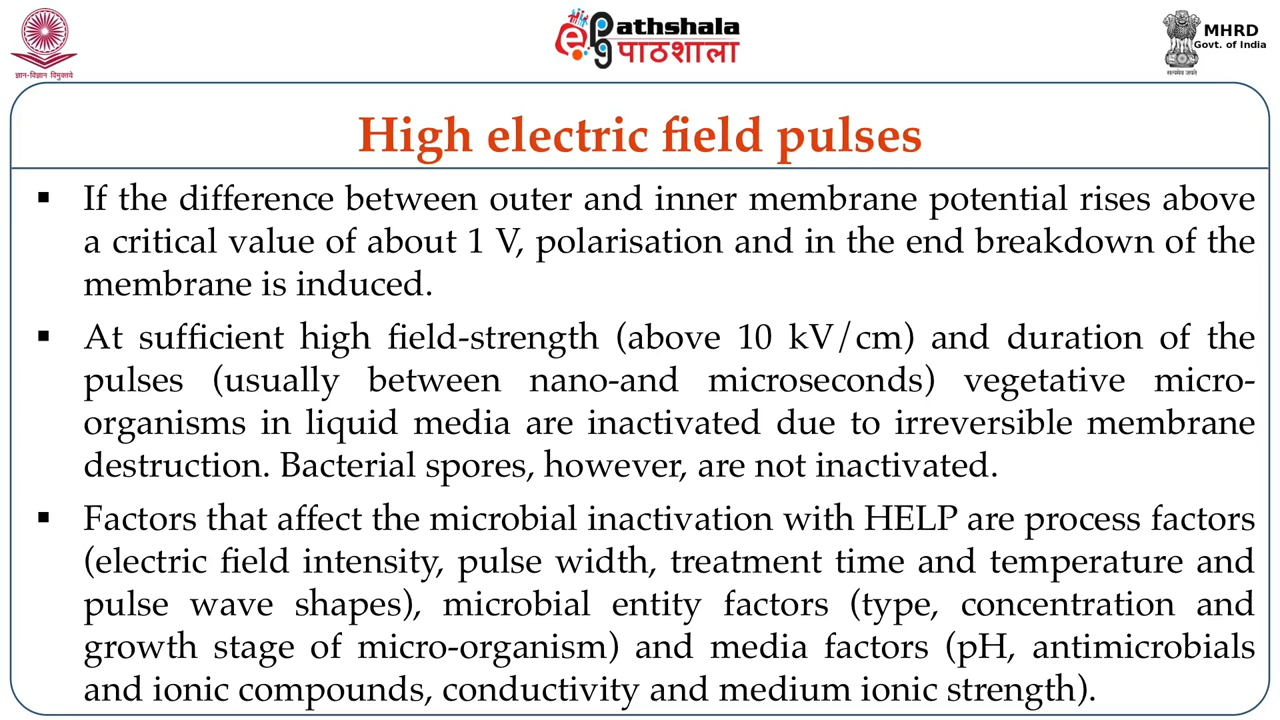 ज्ञान-विज्ञान विमुक्तये
ePG Pathshala
पाठशाला
MHRD
Govt. of India
सत्यमेव जयते
High electric field pulses
▪ If the difference between outer and inner membrane potential rises above
a critical value of about 1 V, polarisation and in the end breakdown of the
membrane is induced.
▪ At sufficient high field-strength (above 10 kV/cm) and duration of the
pulses (usually between nano-and microseconds) vegetative micro-
organisms in liquid media are inactivated due to irreversible membrane
destruction. Bacterial spores, however, are not inactivated.
▪ Factors that affect the microbial inactivation with HELP are process factors
(electric field intensity, pulse width, treatment time and temperature and
pulse wave shapes), microbial entity factors (type, concentration and
growth stage of micro-organism) and media factors (pH, antimicrobials
and ionic compounds, conductivity and medium ionic strength).